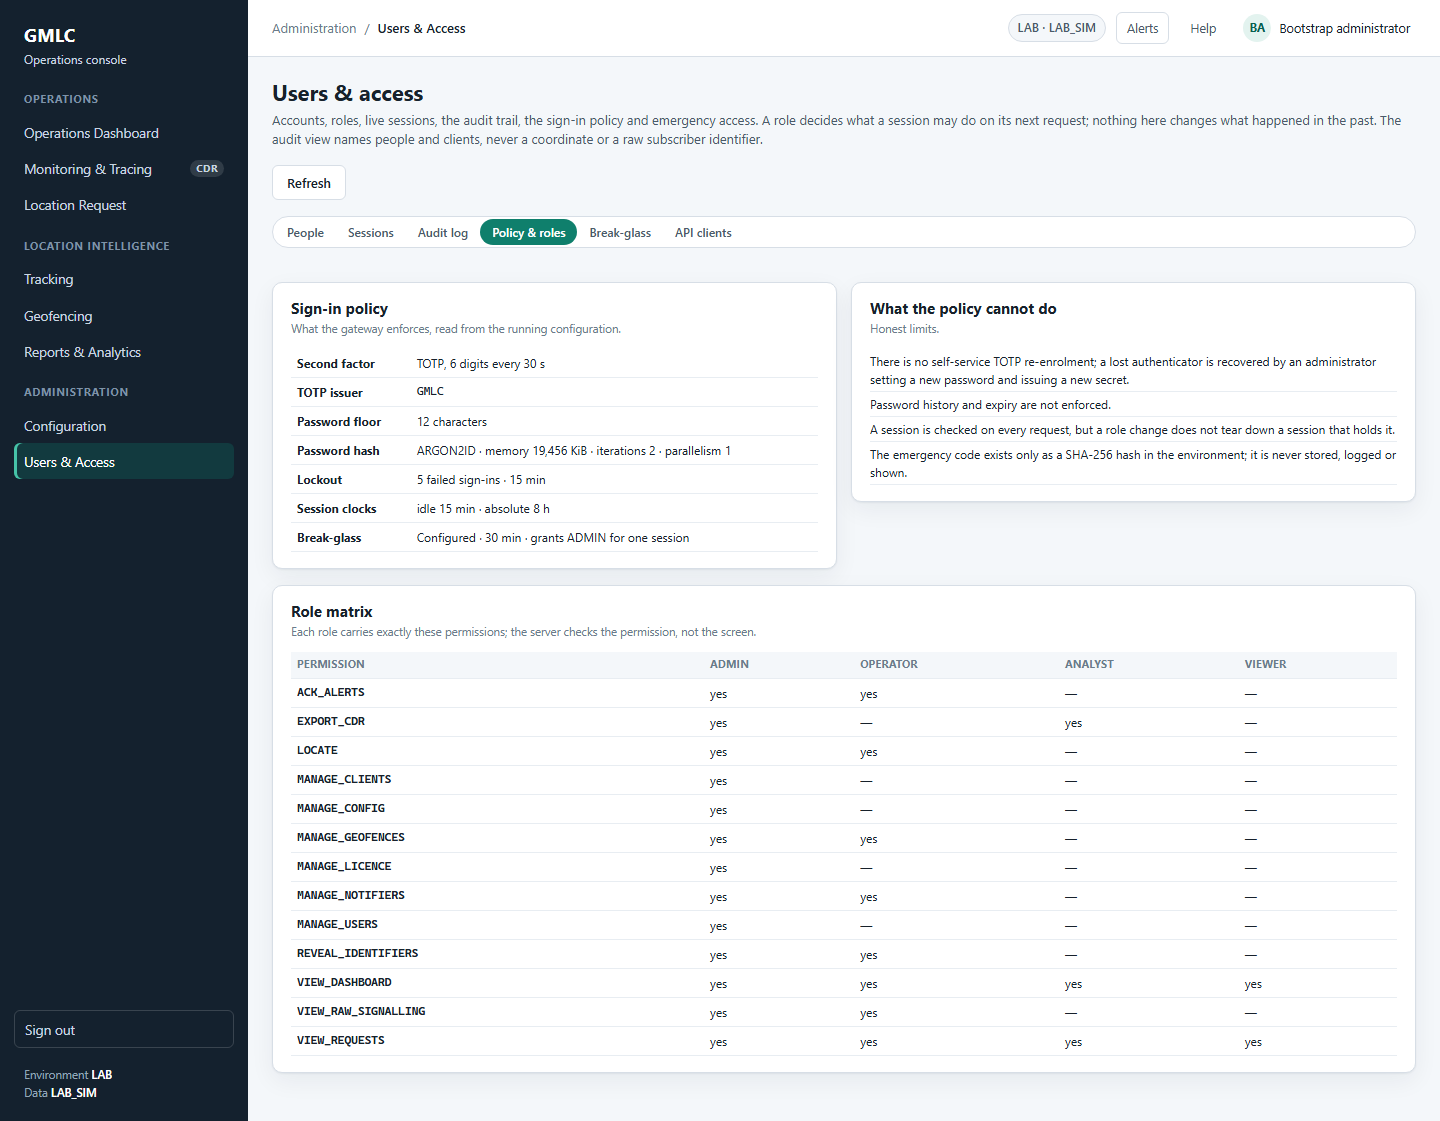 GMLC
Operations console
OPERATIONS
Operations Dashboard
Monitoring & Tracing CDR
Location Request
LOCATION INTELLIGENCE
Tracking
Geofencing
Reports & Analytics
ADMINISTRATION
Configuration
Users & Access
Sign out
Environment LAB
Data LAB_SIM
Administration / Users & Access
LAB · LAB_SIM Alerts Help BA Bootstrap administrator
Users & access
Accounts, roles, live sessions, the audit trail, the sign-in policy and emergency access. A role decides what a session may do on its next request; nothing here changes what happened in the past. The
audit view names people and clients, never a coordinate or a raw subscriber identifier.
Refresh
People Sessions Audit log Policy & roles Break-glass API clients
Sign-in policy
What the gateway enforces, read from the running configuration.
Second factor TOTP, 6 digits every 30 s
TOTP issuer GMLC
Password floor 12 characters
Password hash ARGON2ID · memory 19,456 KiB · iterations 2 · parallelism 1
Lockout 5 failed sign-ins · 15 min
Session clocks idle 15 min · absolute 8 h
Break-glass Configured · 30 min · grants ADMIN for one session
What the policy cannot do
Honest limits.
There is no self-service TOTP re-enrolment; a lost authenticator is recovered by an administrator
setting a new password and issuing a new secret.
Password history and expiry are not enforced.
A session is checked on every request, but a role change does not tear down a session that holds it.
The emergency code exists only as a SHA-256 hash in the environment; it is never stored, logged or
shown.
Role matrix
Each role carries exactly these permissions; the server checks the permission, not the screen.
PERMISSION ADMIN OPERATOR ANALYST VIEWER
ACK_ALERTS yes yes — —
EXPORT_CDR yes — yes —
LOCATE yes yes — —
MANAGE_CLIENTS yes — — —
MANAGE_CONFIG yes — — —
MANAGE_GEOFENCES yes yes — —
MANAGE_LICENCE yes — — —
MANAGE_NOTIFIERS yes yes — —
MANAGE_USERS yes — — —
REVEAL_IDENTIFIERS yes yes — —
VIEW_DASHBOARD yes yes yes yes
VIEW_RAW_SIGNALLING yes yes — —
VIEW_REQUESTS yes yes yes yes